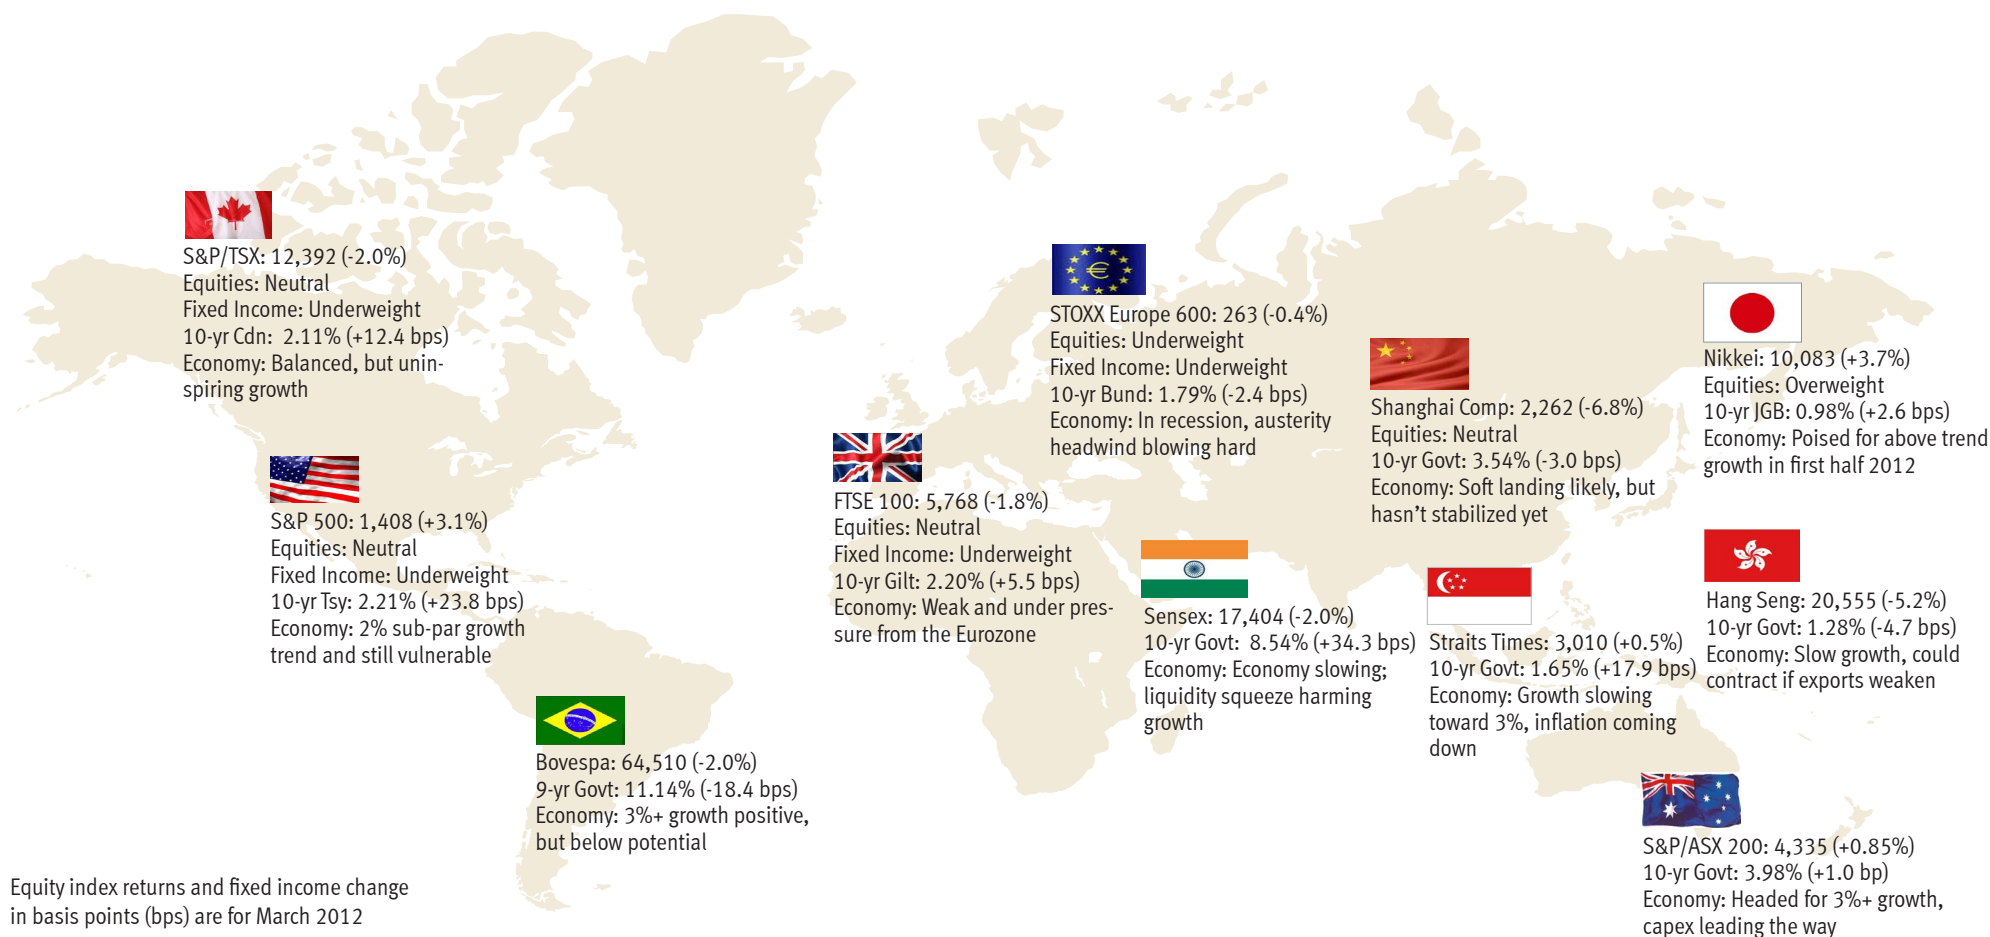 S&P/TSX: 12,392 (-2.0%)
Equities: Neutral
Fixed Income: Underweight
10-yr Cdn:  2.11% (+12.4 bps)
Economy: Balanced, but unin-
spiring growth
S&P 500: 1,408 (+3.1%)
Equities: Neutral
Fixed Income: Underweight
10-yr Tsy: 2.21% (+23.8 bps)
Economy: 2% sub-par growth
trend and still vulnerable
Bovespa: 64,510 (-2.0%)
9-yr Govt: 11.14% (-18.4 bps)
Economy: 3%+ growth positive,
but below potential
STOXX Europe 600: 263 (-0.4%)
Equities: Underweight
Fixed Income: Underweight
10-yr Bund: 1.79% (-2.4 bps)
Economy: In recession, austerity
headwind blowing hard
FTSE 100: 5,768 (-1.8%)
Equities: Neutral
Fixed Income: Underweight
10-yr Gilt: 2.20% (+5.5 bps)
Economy: Weak and under pres-
sure from the Eurozone
Shanghai Comp: 2,262 (-6.8%)
Equities: Neutral
10-yr Govt: 3.54% (-3.0 bps)
Economy: Soft landing likely, but
hasn’t stabilized yet
Nikkei: 10,083 (+3.7%)
Equities: Overweight
10-yr JGB: 0.98% (+2.6 bps)
Economy: Poised for above trend
growth in first half 2012
Sensex: 17,404 (-2.0%)
10-yr Govt:  8.54% (+34.3 bps)
Economy: Economy slowing;
liquidity squeeze harming
growth
Straits Times: 3,010 (+0.5%)
10-yr Govt: 1.65% (+17.9 bps)
Economy: Growth slowing
toward 3%, inflation coming
down
Hang Seng: 20,555 (-5.2%)
10-yr Govt: 1.28% (-4.7 bps)
Economy: Slow growth, could
contract if exports weaken
S&P/ASX 200: 4,335 (+0.85%)
10-yr Govt: 3.98% (+1.0 bp)
Economy: Headed for 3%+ growth,
capex leading the way
Equity index returns and fixed income change
in basis points (bps) are for March 2012